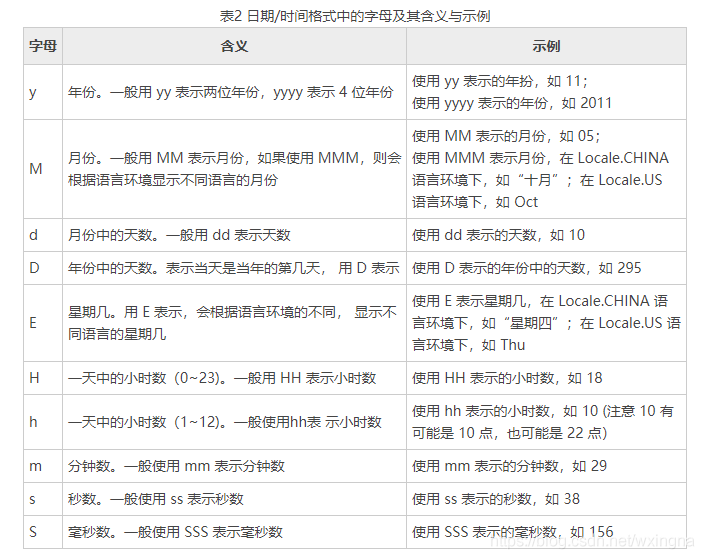 表2 日期/时间格式中的字母及其含义与示例
字母 含义 示例
y 年份。一般用 yy 表示两位年份，yyyy 表示 4 位年份
使用 yy 表示的年扮，如 11；
使用 yyyy 表示的年份，如 2011
M 月份。一般用 MM 表示月份，如果使用 MMM，则会
根据语言环境显示不同语言的月份
使用 MM 表示的月份，如 05；
使用 MMM 表示月份，在 Locale.CHINA
语言环境下，如“十月”；在 Locale.US
语言环境下，如 Oct
d 月份中的天数。一般用 dd 表示天数 使用 dd 表示的天数，如 10
D 年份中的天数。表示当天是当年的第几天， 用 D 表示 使用 D 表示的年份中的天数，如 295
E 星期几。用 E 表示，会根据语言环境的不同， 显示不
同语言的星期几
使用 E 表示星期几，在 Locale.CHINA 语
言环境下，如“星期四”；在 Locale.US 语
言环境下，如 Thu
H 一天中的小时数（0~23)。一般用 HH 表示小时数 使用 HH 表示的小时数，如 18
h 一天中的小时数（1~12)。一般使用hh表 示小时数
使用 hh 表示的小时数，如 10 (注意 10 有
可能是 10 点，也可能是 22 点）
m 分钟数。一般使用 mm 表示分钟数 使用 mm 表示的分钟数，如 29
s 秒数。一般使用 ss 表示秒数 使用 ss 表示的秒数，如 38
S 毫秒数。一般使用 SSS 表示毫秒数 使用 SSS 表示的毫秒数，如 156
https://blog.csdn.net/wxingna